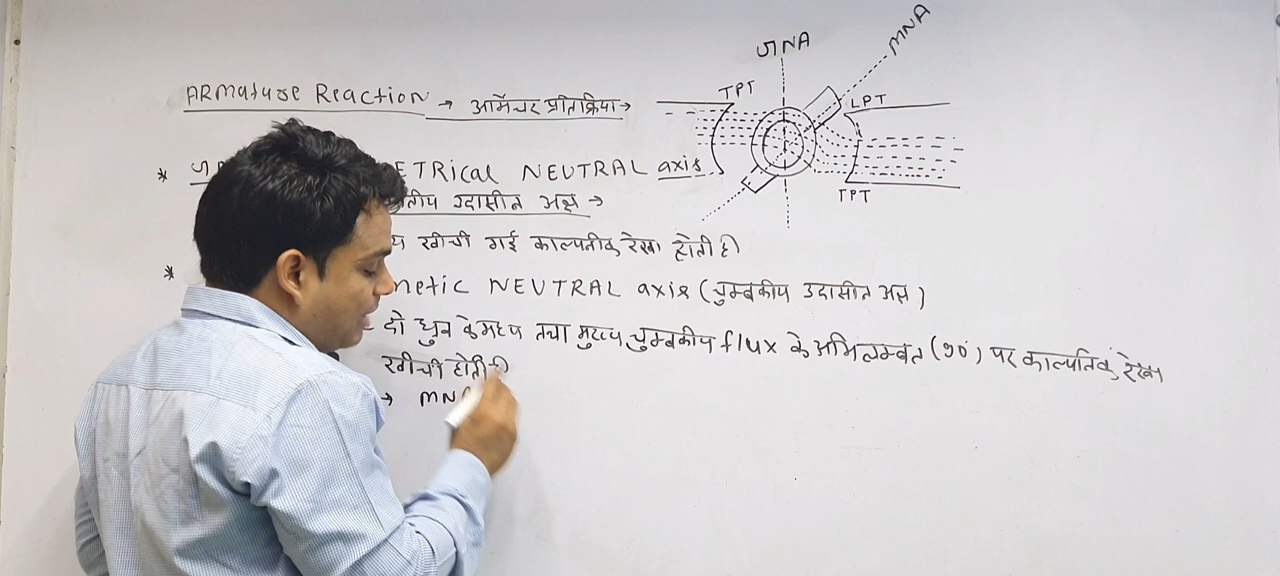 ARMature Reaction → आर्मेचर प्रतिक्रिया →
GNA
MNA
TPT
LPT
TPT
* ETRical NEUTRAL axis
उदासीन अक्ष →
खीची गई काल्पनीक रेखा होती है
* netic NEUTRAL axis (चुम्बकीय उदासीन अक्ष)
- दो ध्रुव के मध्य तथा मुख्य चुम्बकीय flux के अभिलम्बत (90°) पर काल्पनिक रेखा
खीची होती है
→ MNA